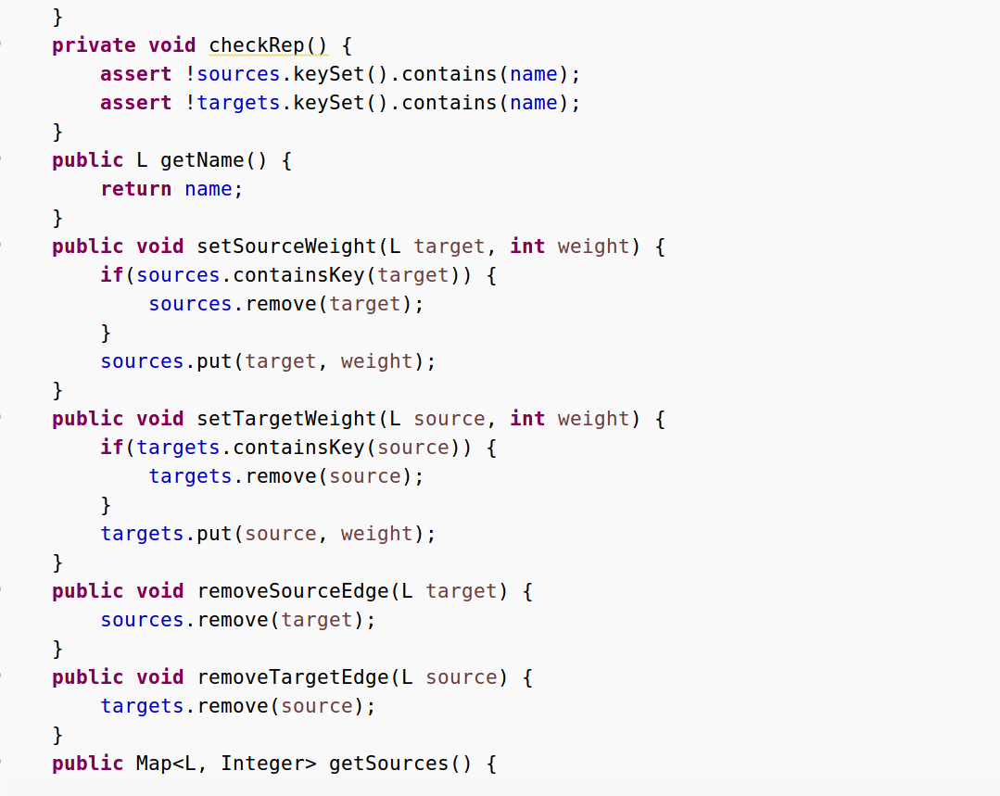 }
private void checkRep() {
assert !sources.keySet().contains(name);
assert !targets.keySet().contains(name);
}
public L getName() {
return name;
}
public void setSourceWeight(L target, int weight) {
if(sources.containsKey(target)) {
sources.remove(target);
}
sources.put(target, weight);
}
public void setTargetWeight(L source, int weight) {
if(targets.containsKey(source)) {
targets.remove(source);
}
targets.put(source, weight);
}
public void removeSourceEdge(L target) {
sources.remove(target);
}
public void removeTargetEdge(L source) {
targets.remove(source);
}
public Map<L, Integer> getSources() {